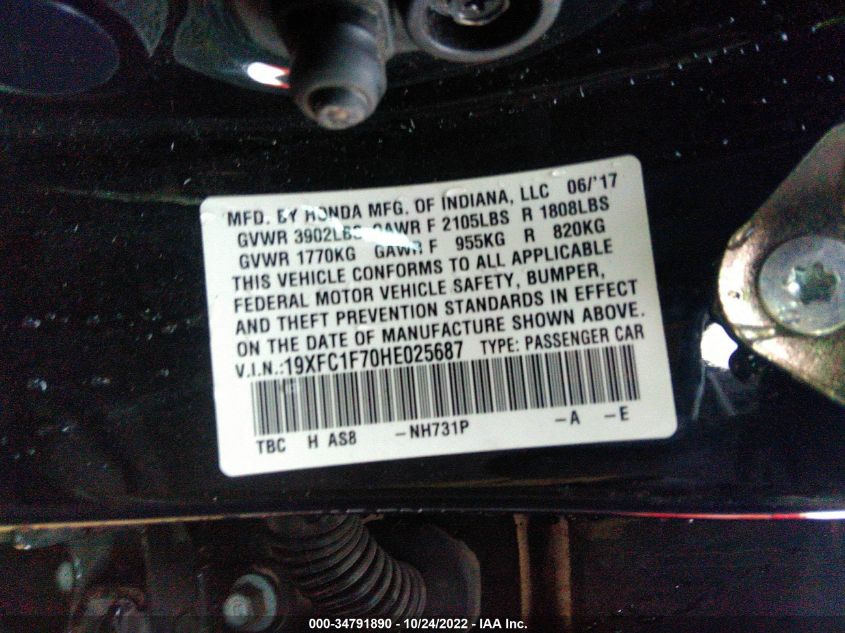 MFD. BY HONDA MFG. OF INDIANA, LLC 06/'17
GVWR 3902LBS GAWR F 2105LBS R 1808LBS
GVWR 1770KG GAWR F 955KG R 820KG
THIS VEHICLE CONFORMS TO ALL APPLICABLE
FEDERAL MOTOR VEHICLE SAFETY, BUMPER,
AND THEFT PREVENTION STANDARDS IN EFFECT
ON THE DATE OF MANUFACTURE SHOWN ABOVE.
V.I.N.:19XFC1F70HE025687 TYPE: PASSENGER CAR
TBC H AS8 –NH731P –A –E
000-34791890 - 10/24/2022 - IAA Inc.